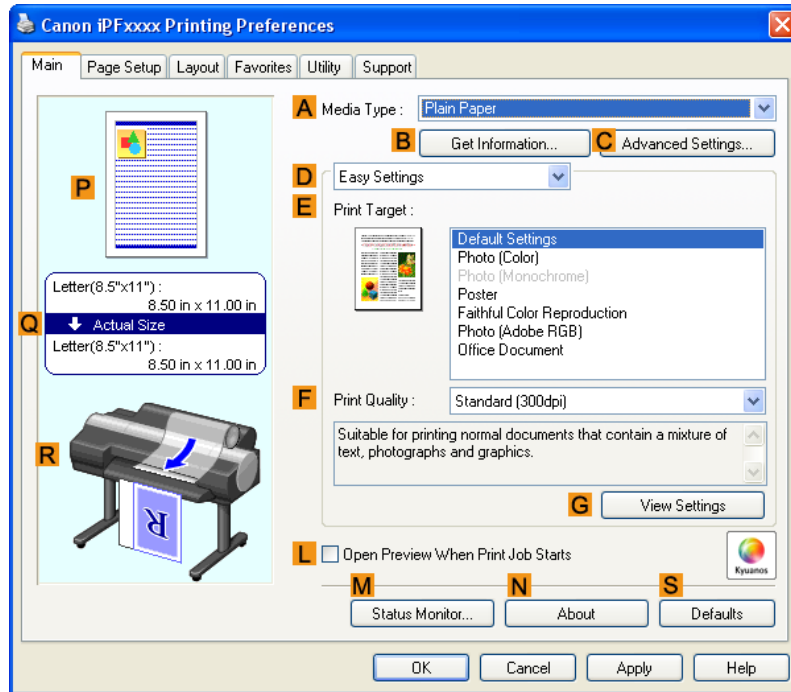 Canon iPFxxxx Printing Preferences
Main Page Setup Layout Favorites Utility Support
A Media Type : Plain Paper
B Get Information... C Advanced Settings...
D Easy Settings
E Print Target :
P
Default Settings
Photo (Color)
Photo (Monochrome)
Poster
Faithful Color Reproduction
Photo (Adobe RGB)
Office Document
Letter(8.5"x11") :
8.50 in x 11.00 in
Q Actual Size
Letter(8.5"x11") :
8.50 in x 11.00 in
F Print Quality : Standard (300dpi)
Suitable for printing normal documents that contain a mixture of
text, photographs and graphics.
R
R
G View Settings
L Open Preview When Print Job Starts
Kyuanos
M N S
Status Monitor... About Defaults
OK Cancel Apply Help